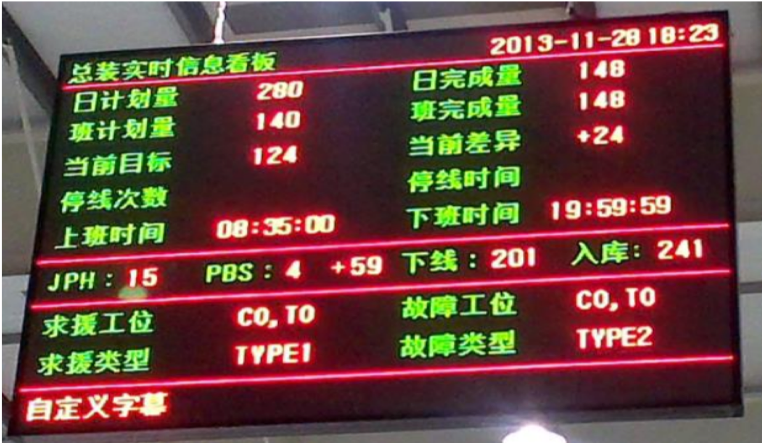 总装实时信息看板 2013-11-28 18:23
日计划量 280 日完成量 148
班计划量 140 班完成量 148
当前目标 124 当前差异 +24
停线次数 停线时间
上班时间 08:35:00 下班时间 19:59:59
JPH:15 PBS:4 +59 下线:201 入库:241
求援工位 CO,TO 故障工位 CO,TO
求援类型 TYPE1 故障类型 TYPE2
自定义字幕